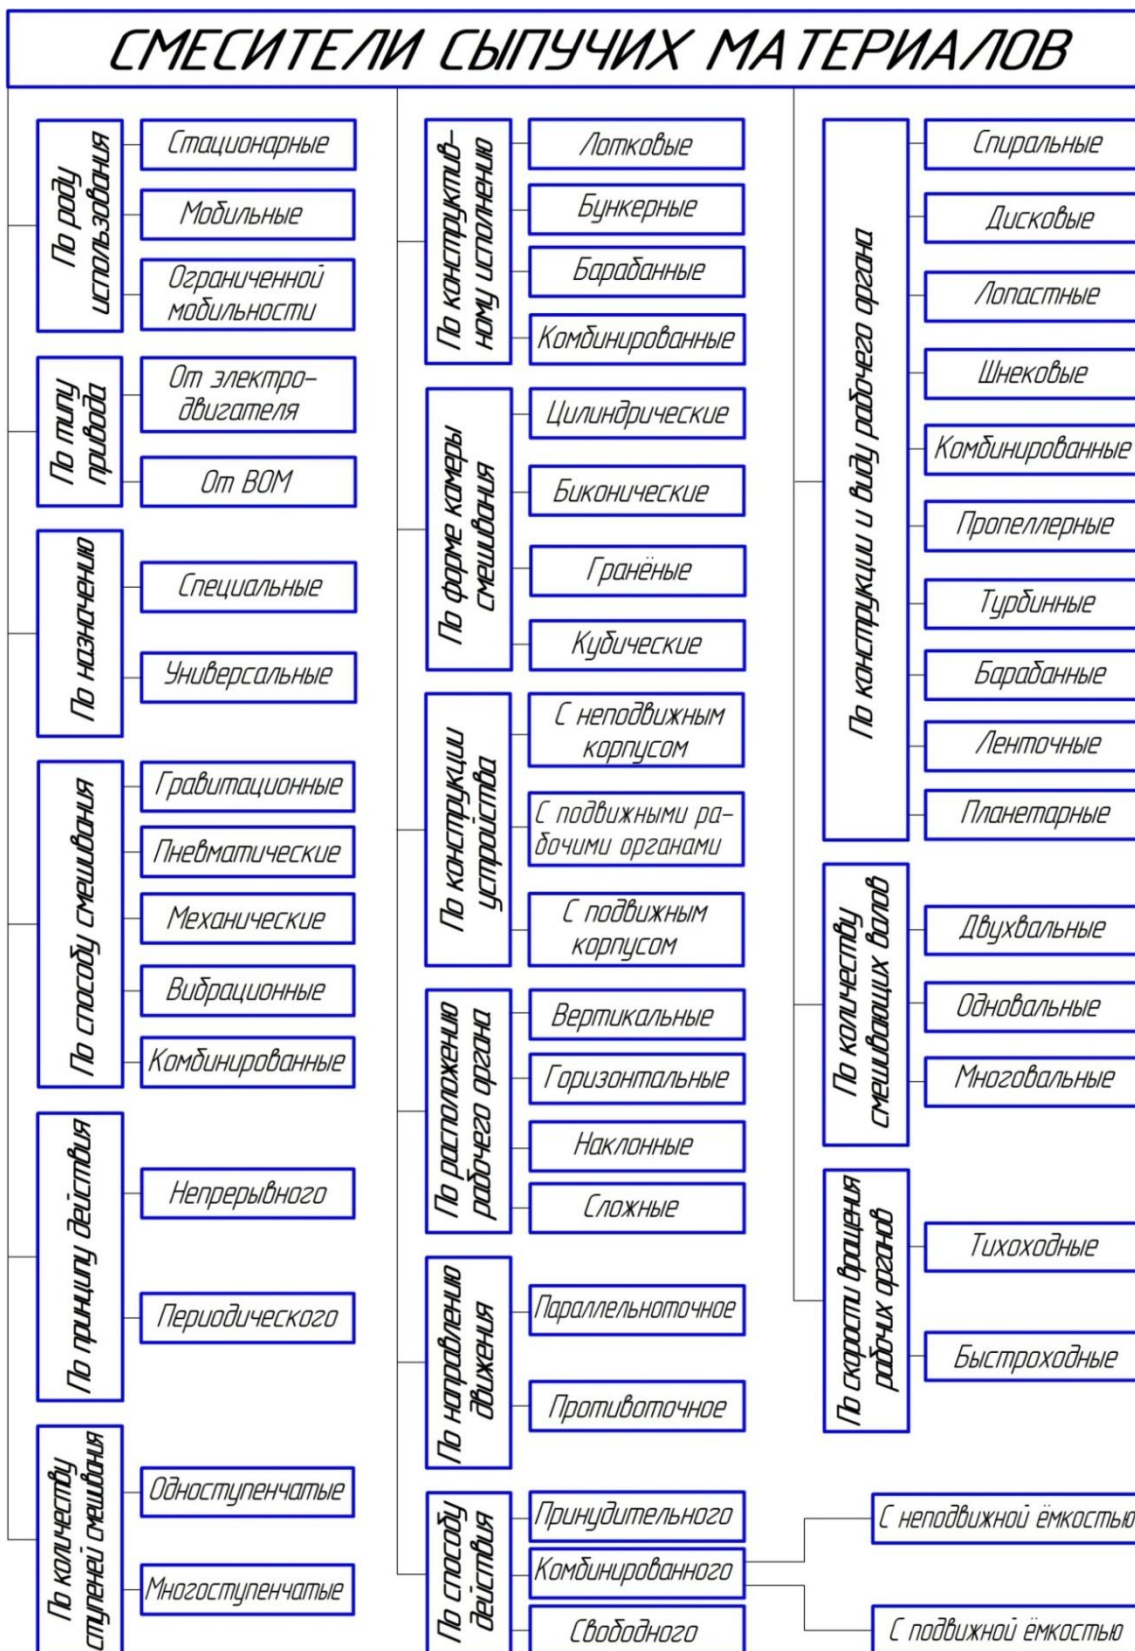 СМЕСИТЕЛИ СЫПУЧИХ МАТЕРИАЛОВ
По роду
использования
Стационарные
Мобильные
Ограниченной
мобильности
По типу
привода
От электро-
двигателя
От ВОМ
По назначению
Специальные
Универсальные
По способу смешивания
Гравитационные
Пневматические
Механические
Вибрационные
Комбинированные
По принципу действия
Непрерывного
Периодического
По количеству
ступеней смешивания
Одноступенчатые
Многоступенчатые
По конструктив-
ному исполнению
Лотковые
Бункерные
Барабанные
Комбинированные
По форме камеры
смешивания
Цилиндрические
Биконические
Гранёные
Кубические
По конструкции
устройства
С неподвижным
корпусом
С подвижными ра-
бочими органами
С подвижным
корпусом
По расположению
рабочего органа
Вертикальные
Горизонтальные
Наклонные
Сложные
По направлению
движения
Параллельноточное
Противоточное
По способу
действия
Принудительного
Комбинированного
Свободного
С неподвижной ёмкостью
С подвижной ёмкостью
По конструкции и виду рабочего органа
Спиральные
Дисковые
Лопастные
Шнековые
Комбинированные
Пропеллерные
Турбинные
Барабанные
Ленточные
Планетарные
По количеству
смешивающих валов
Двухвальные
Одновальные
Многовальные
По скорости вращения
рабочих органов
Тихоходные
Быстроходные